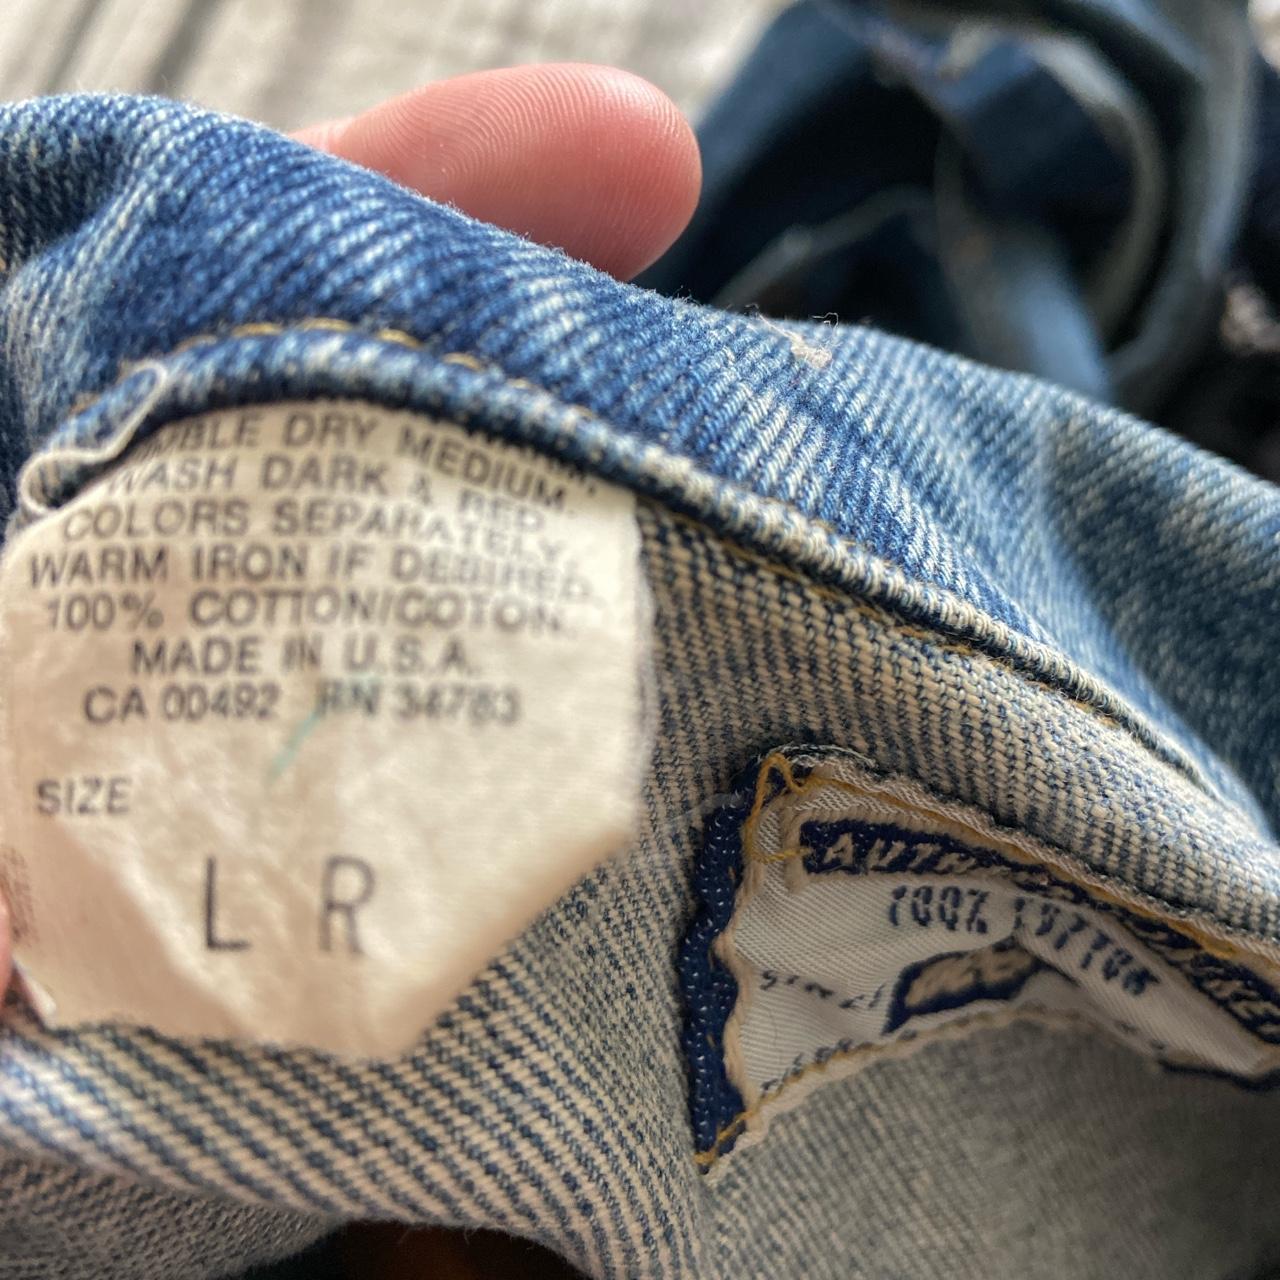 TUMBLE DRY MEDIUM.
WASH DARK & RED
COLORS SEPARATELY.
WARM IRON IF DESIRED.
100% COTTON/COTON.
MADE IN U.S.A.
CA 00492 RN 34783
SIZE
L R
100% COTTON
SINCE